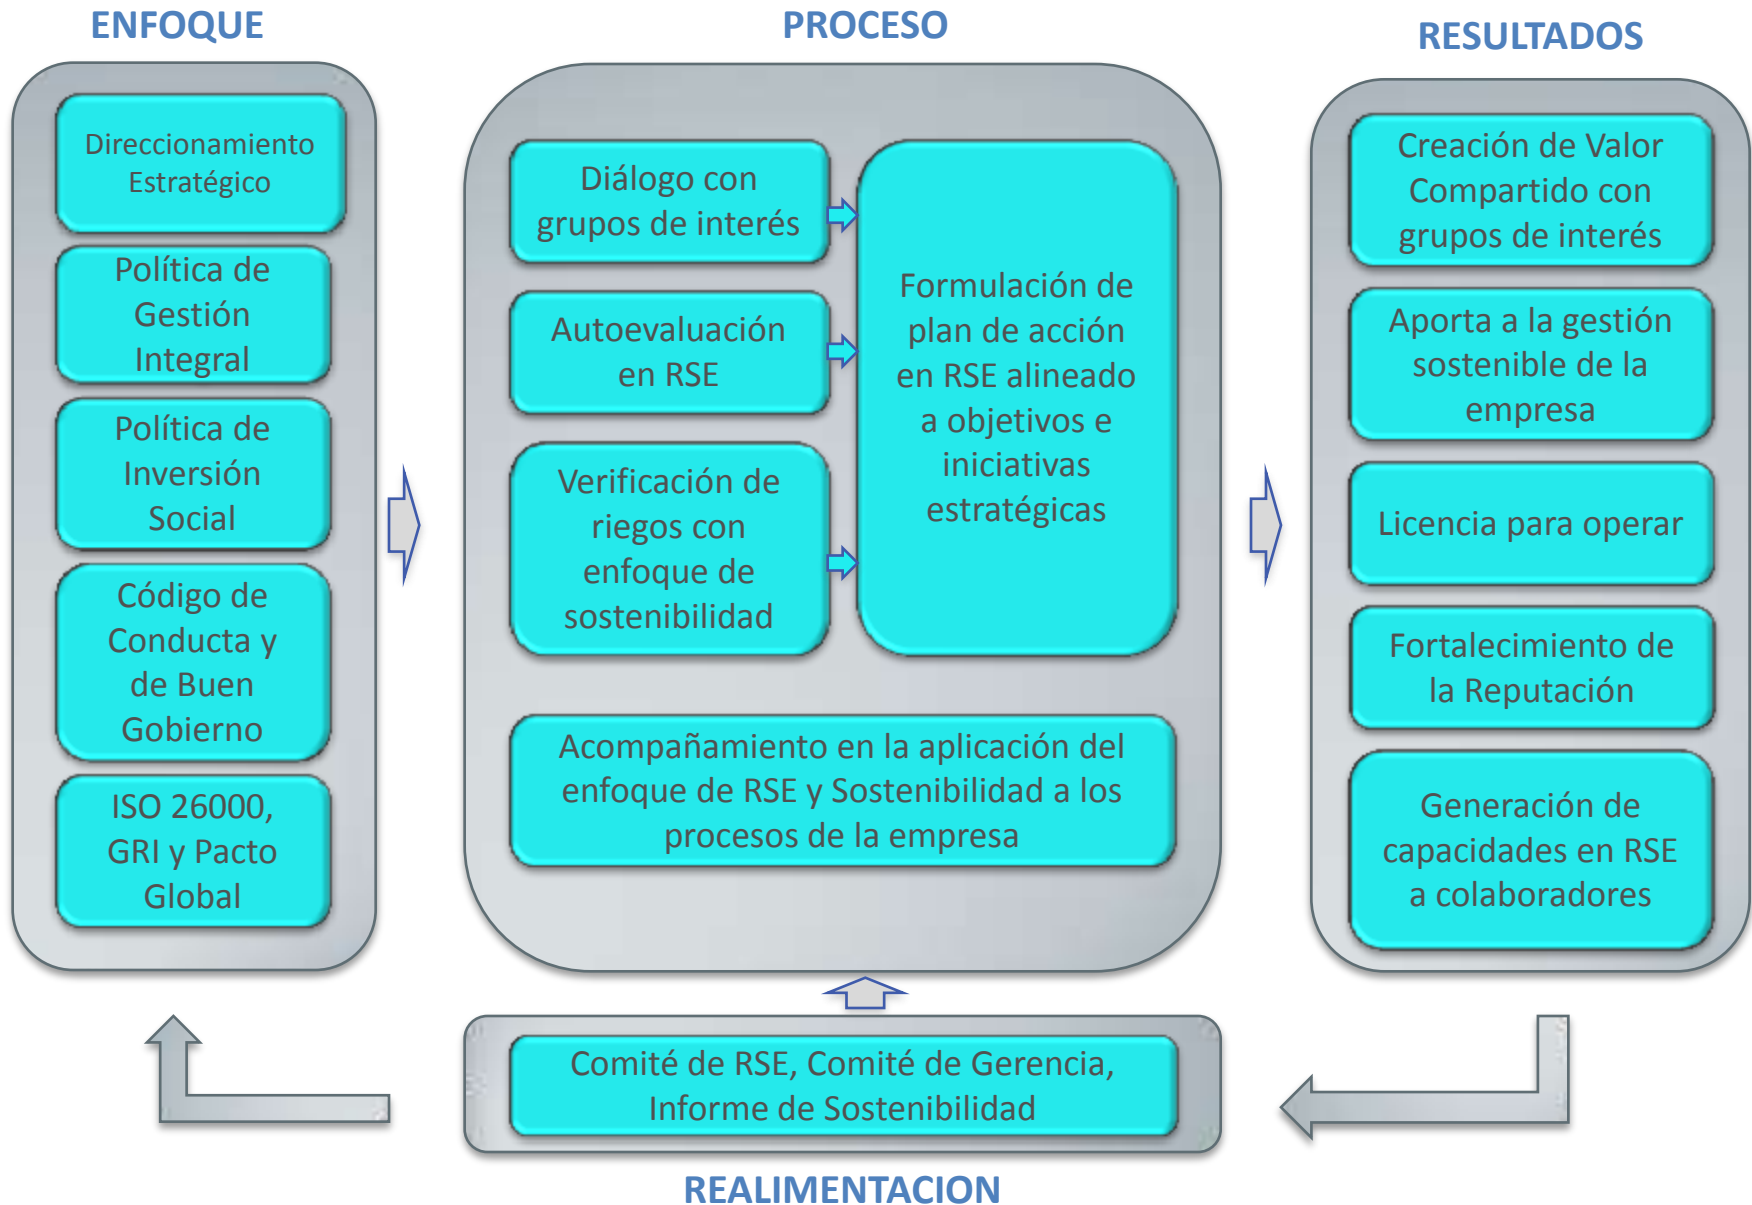 ENFOQUE
Direccionamiento
Estratégico
Política de
Gestión
Integral
Política de
Inversión
Social
Código de
Conducta y
de Buen
Gobierno
ISO 26000,
GRI y Pacto
Global
PROCESO
Diálogo con
grupos de interés
Autoevaluación
en RSE
Verificación de
riegos con
enfoque de
sostenibilidad
Formulación de
plan de acción
en RSE alineado
a objetivos e
iniciativas
estratégicas
Acompañamiento en la aplicación del
enfoque de RSE y Sostenibilidad a los
procesos de la empresa
RESULTADOS
Creación de Valor
Compartido con
grupos de interés
Aporta a la gestión
sostenible de la
empresa
Licencia para operar
Fortalecimiento de
la Reputación
Generación de
capacidades en RSE
a colaboradores
Comité de RSE, Comité de Gerencia,
Informe de Sostenibilidad
REALIMENTACION